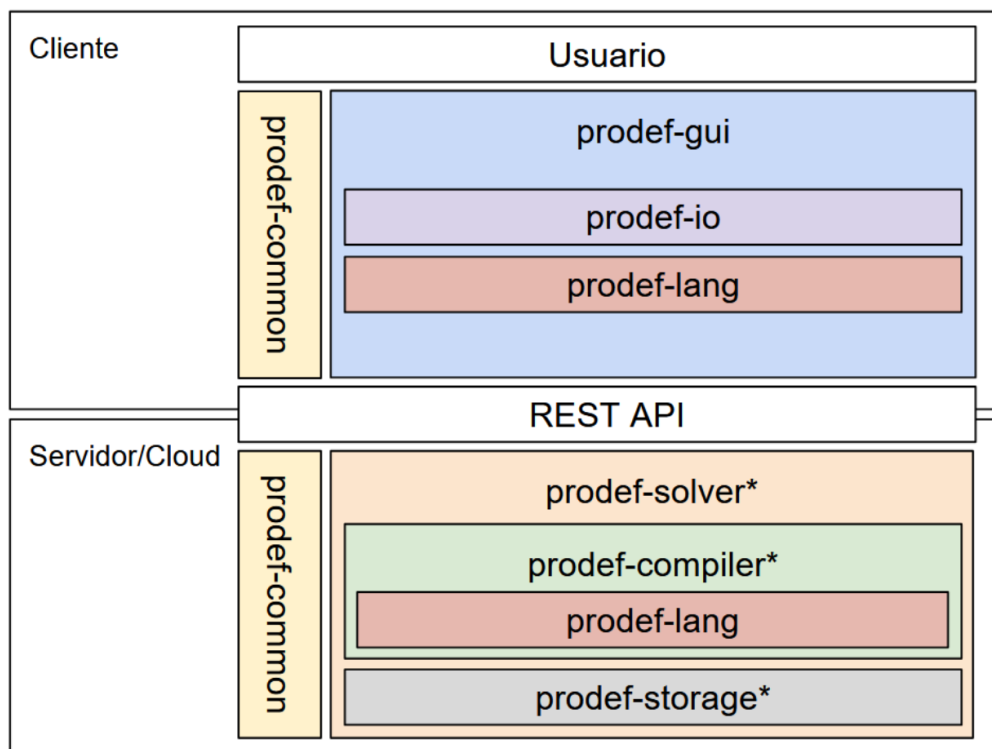 Cliente
Usuario
prodef-common
prodef-gui
prodef-io
prodef-lang
REST API
Servidor/Cloud
prodef-common
prodef-solver*
prodef-compiler*
prodef-lang
prodef-storage*